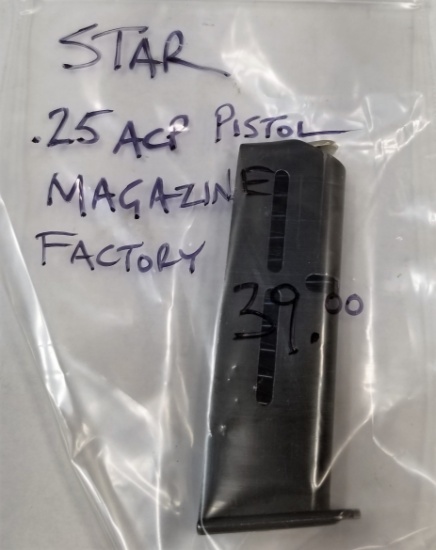 STAR
.25 ACP PISTOL
MAGAZINE
FACTORY
39.00